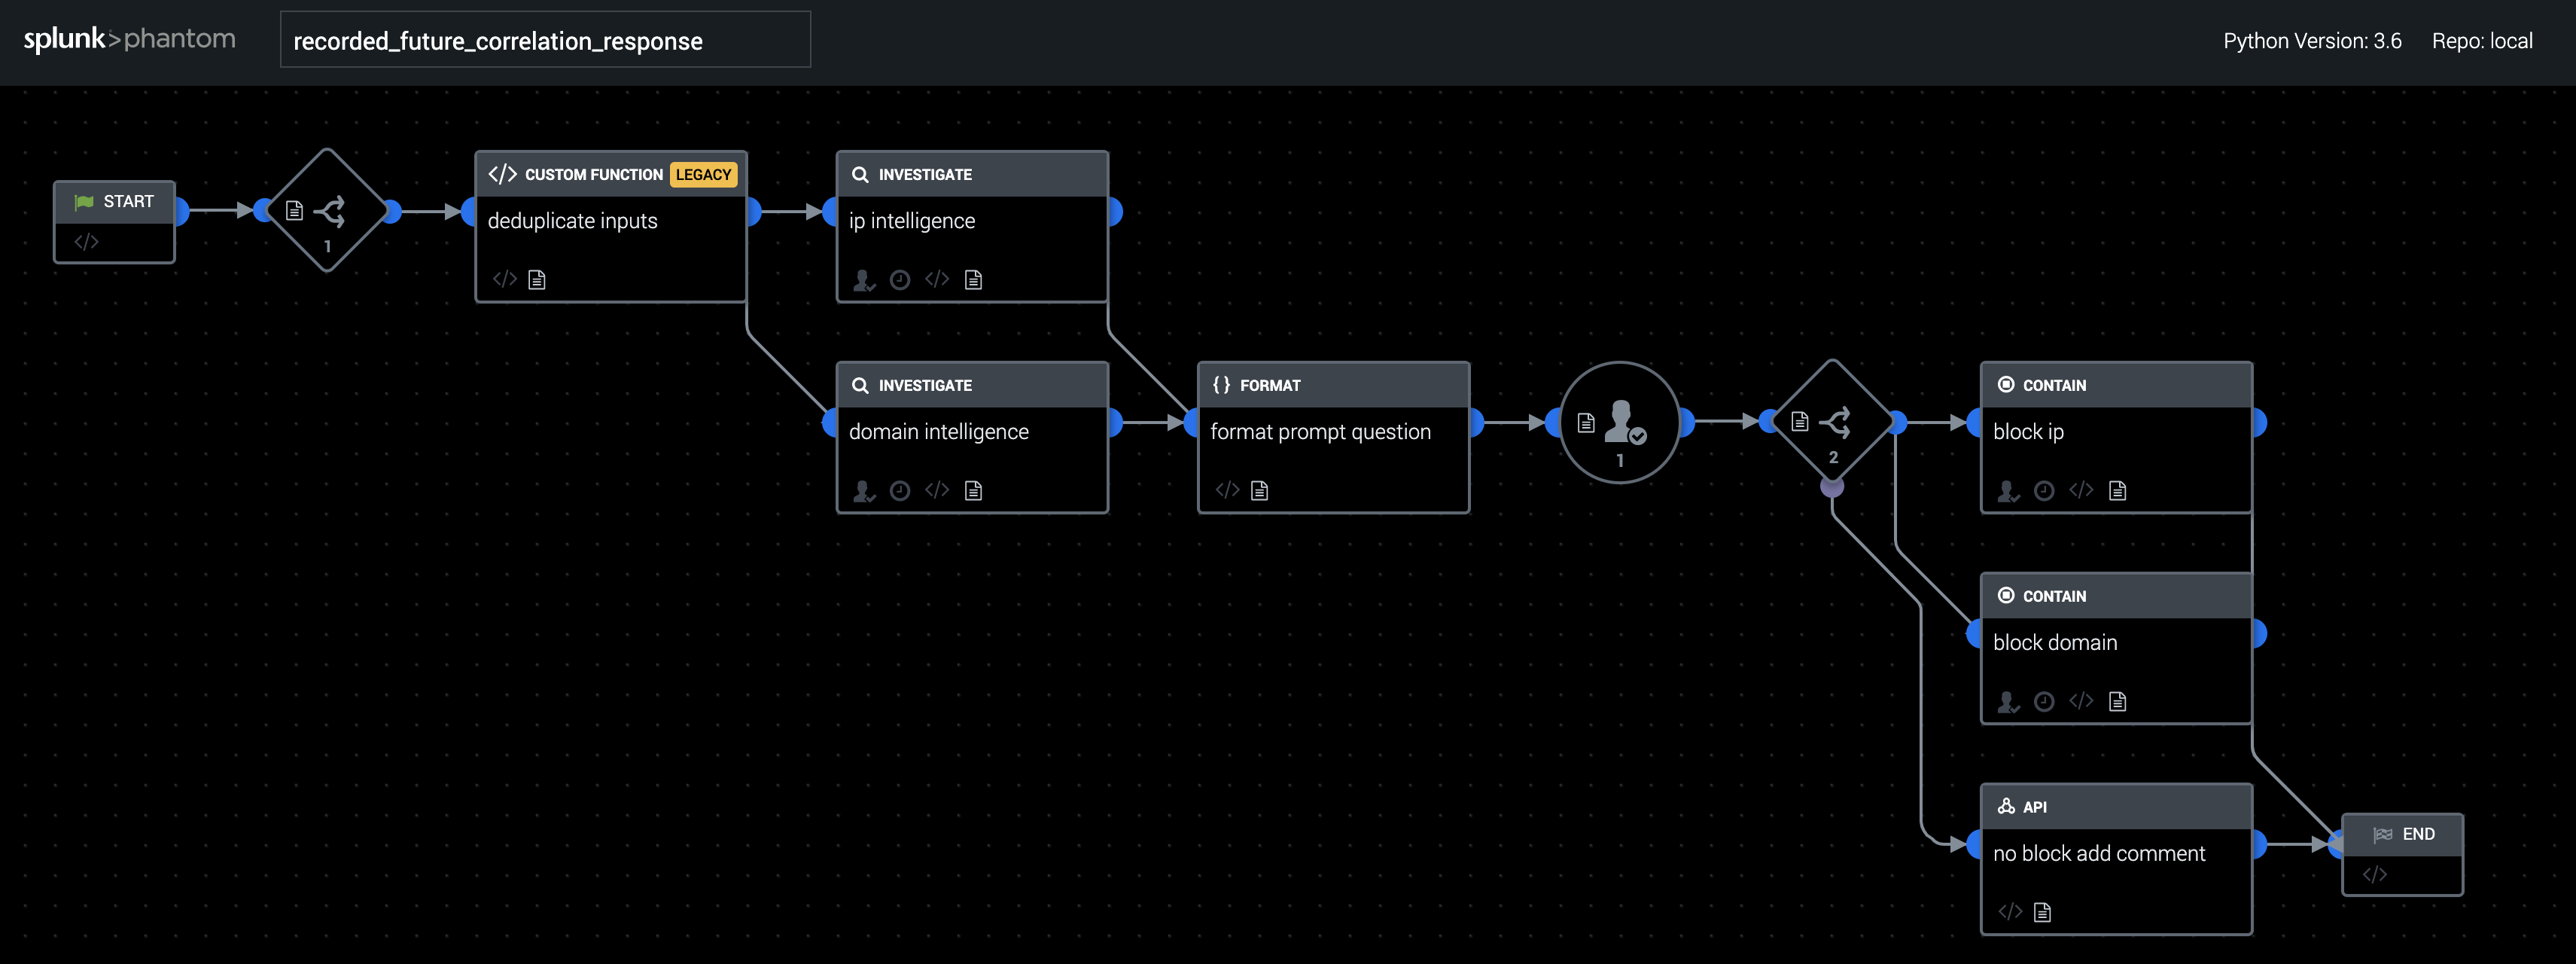 splunk>phantom
recorded_future_correlation_response
Python Version: 3.6
Repo: local
START
</>
1
</> CUSTOM FUNCTION LEGACY
deduplicate inputs
</>
INVESTIGATE
ip intelligence
</>
INVESTIGATE
domain intelligence
</>
{} FORMAT
format prompt question
</>
1
2
CONTAIN
block ip
</>
CONTAIN
block domain
</>
API
no block add comment
</>
END
</>